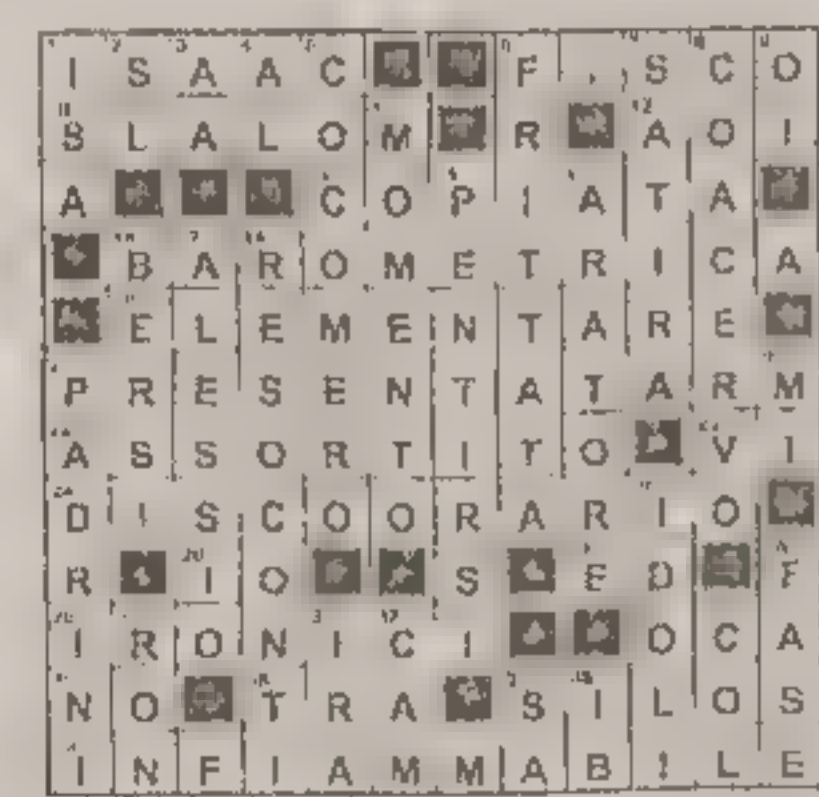 I S A A C F S C O
S L A L O M R A O I
A C O P I A T A
B A R O M E T R I C A
E L E M E N T A R E
P R E S E N T A T A R M
A S S O R T I T O V I
D I S C O O R A R I O
R I O S E D F
I R O N I C I O C A
N O T R A S I L O S
I N F I A M M A B I L E